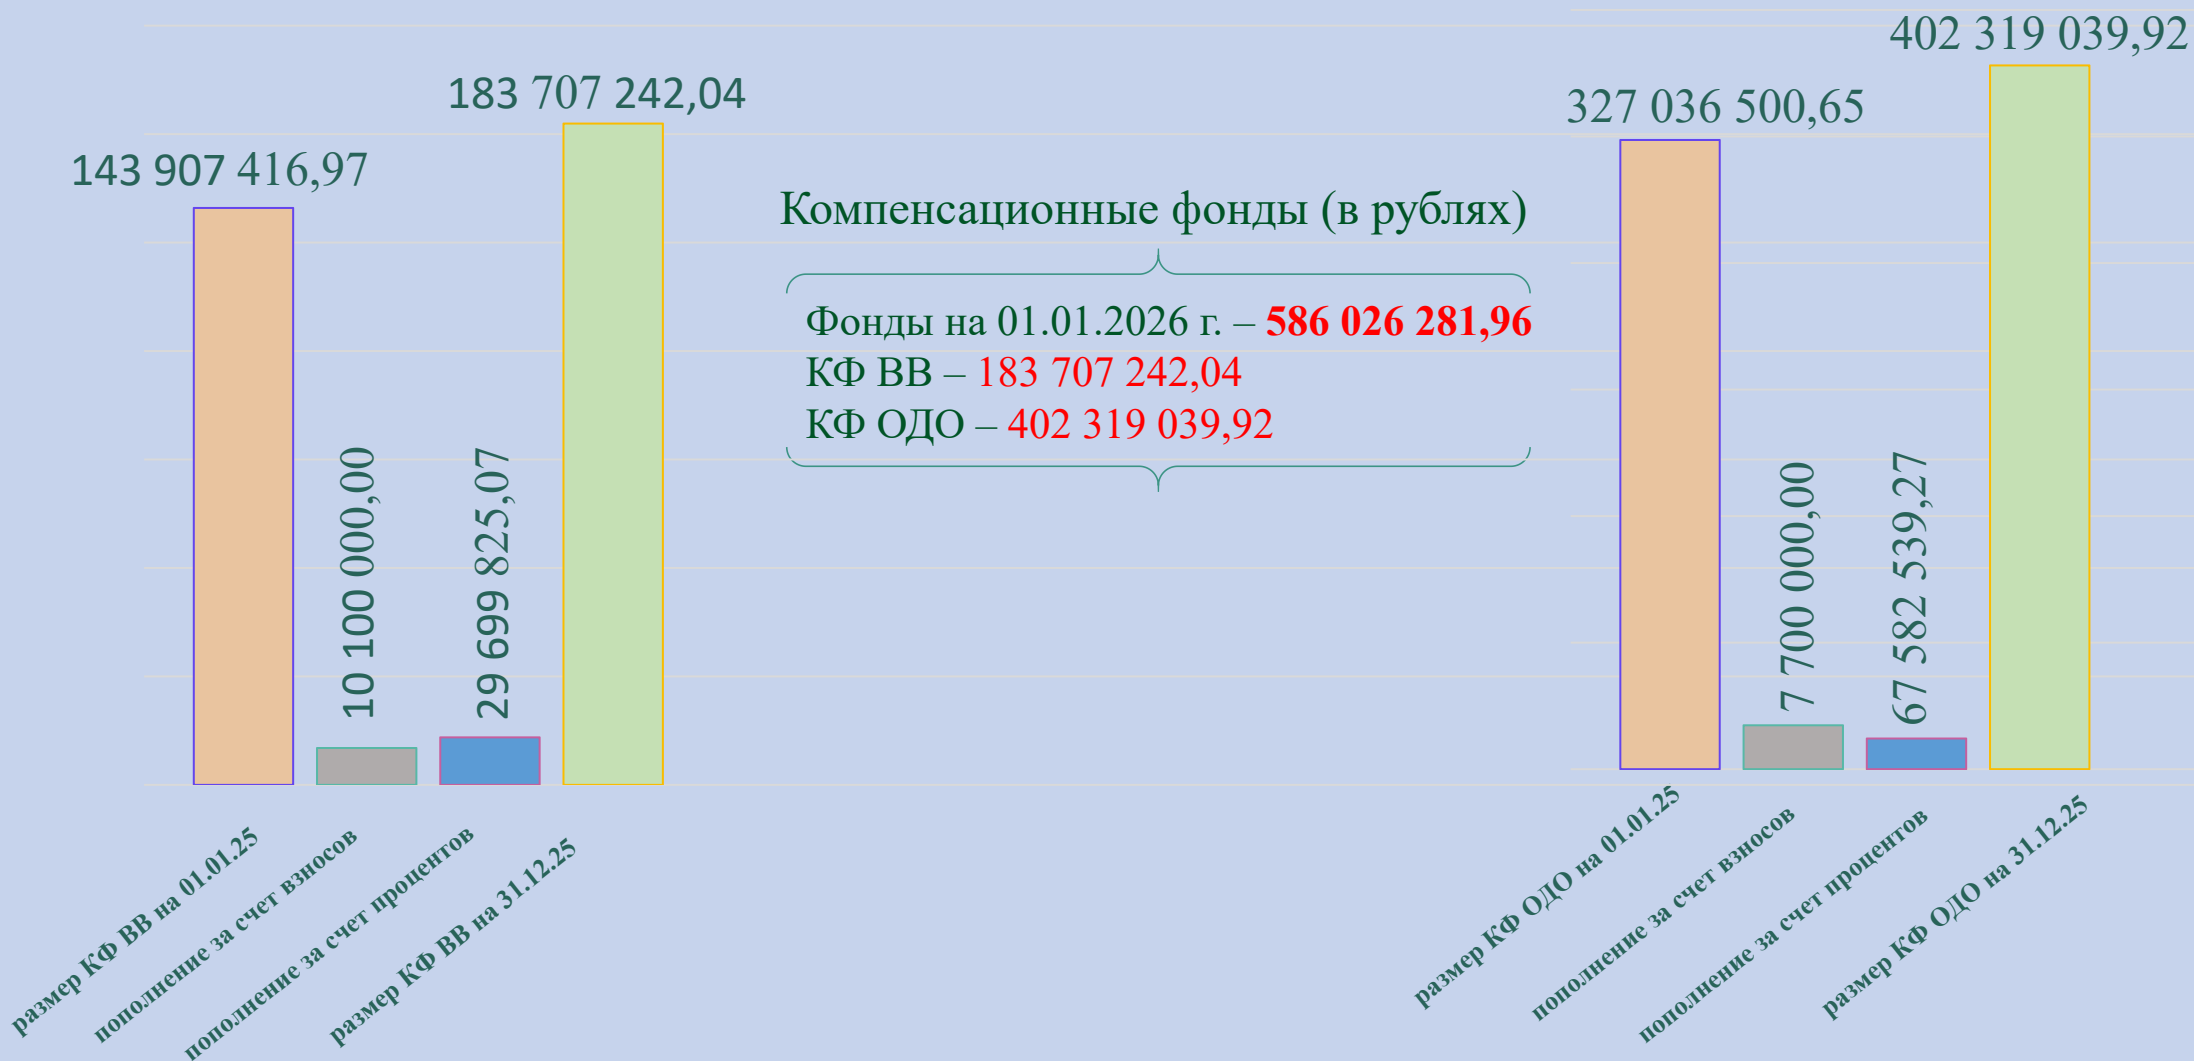 143 907 416,97
10 100 000,00
29 699 825,07
183 707 242,04
размер КФ ВВ на 01.01.25
пополнение за счет взносов
пополнение за счет процентов
размер КФ ВВ на 31.12.25
Компенсационные фонды (в рублях)
Фонды на 01.01.2026 г. – 586 026 281,96
КФ ВВ – 183 707 242,04
КФ ОДО – 402 319 039,92
327 036 500,65
7 700 000,00
67 582 539,27
402 319 039,92
размер КФ ОДО на 01.01.25
пополнение за счет взносов
пополнение за счет процентов
размер КФ ОДО на 31.12.25